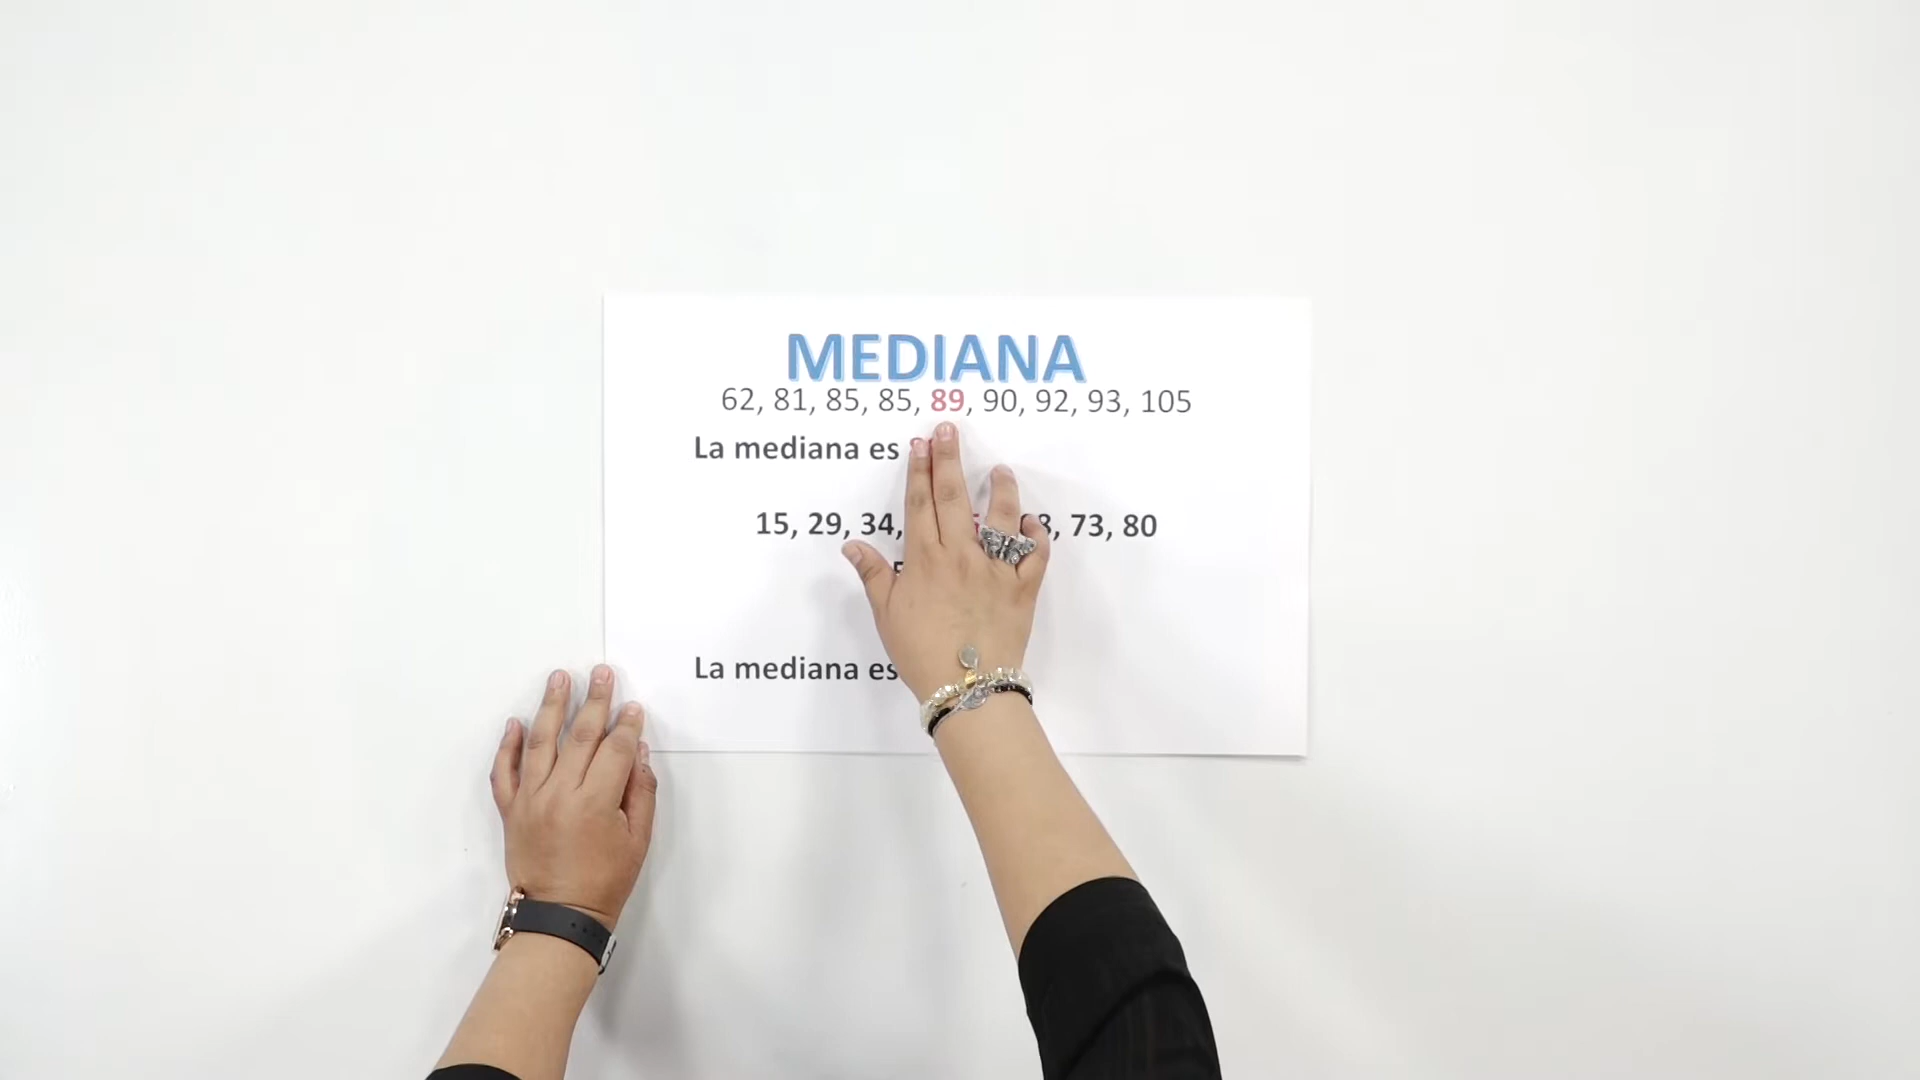 MEDIANA
62, 81, 85, 85, 89, 90, 92, 93, 105
La mediana es
15, 29, 34, 73, 80
La mediana es